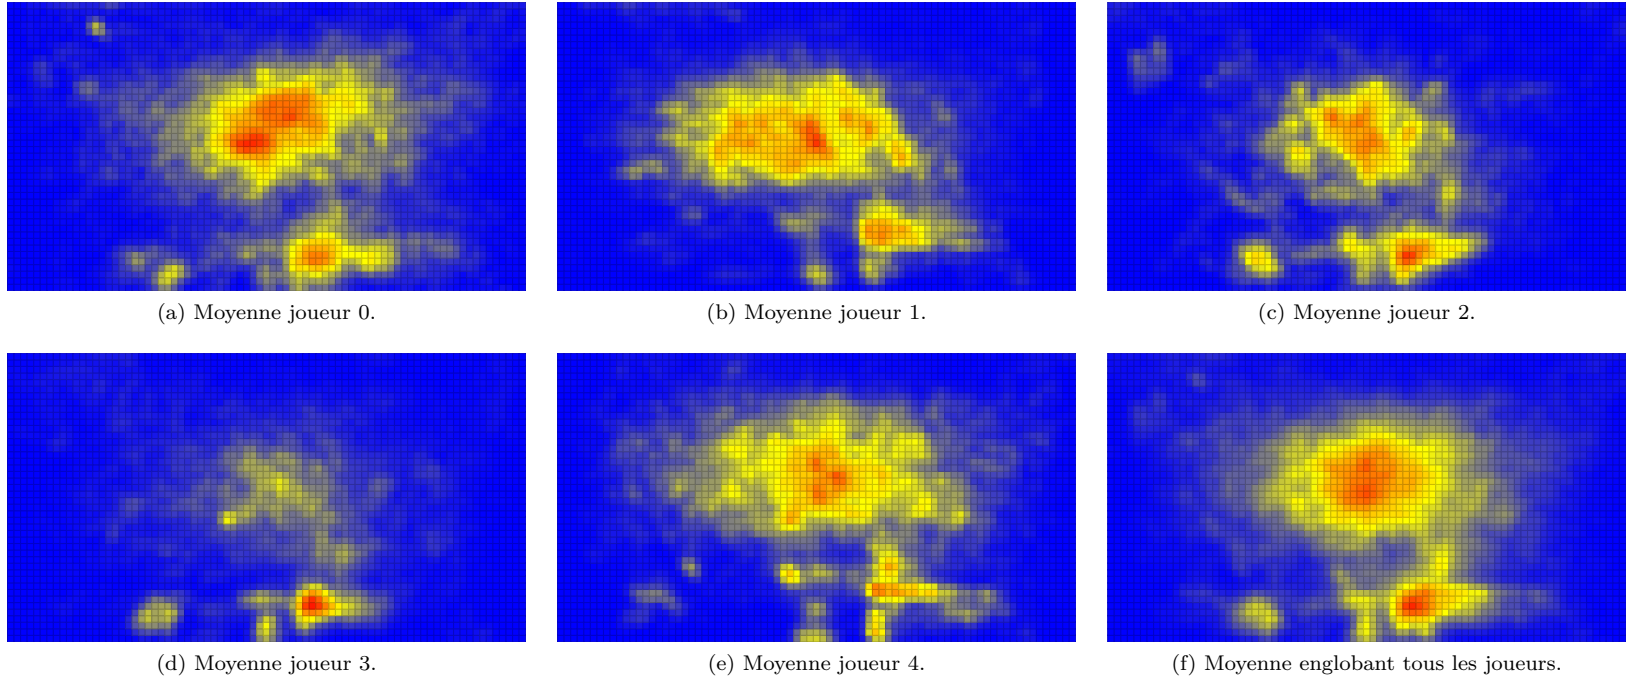 (a) Moyenne joueur 0.
(b) Moyenne joueur 1.
(c) Moyenne joueur 2.
(d) Moyenne joueur 3.
(e) Moyenne joueur 4.
(f) Moyenne englobant tous les joueurs.